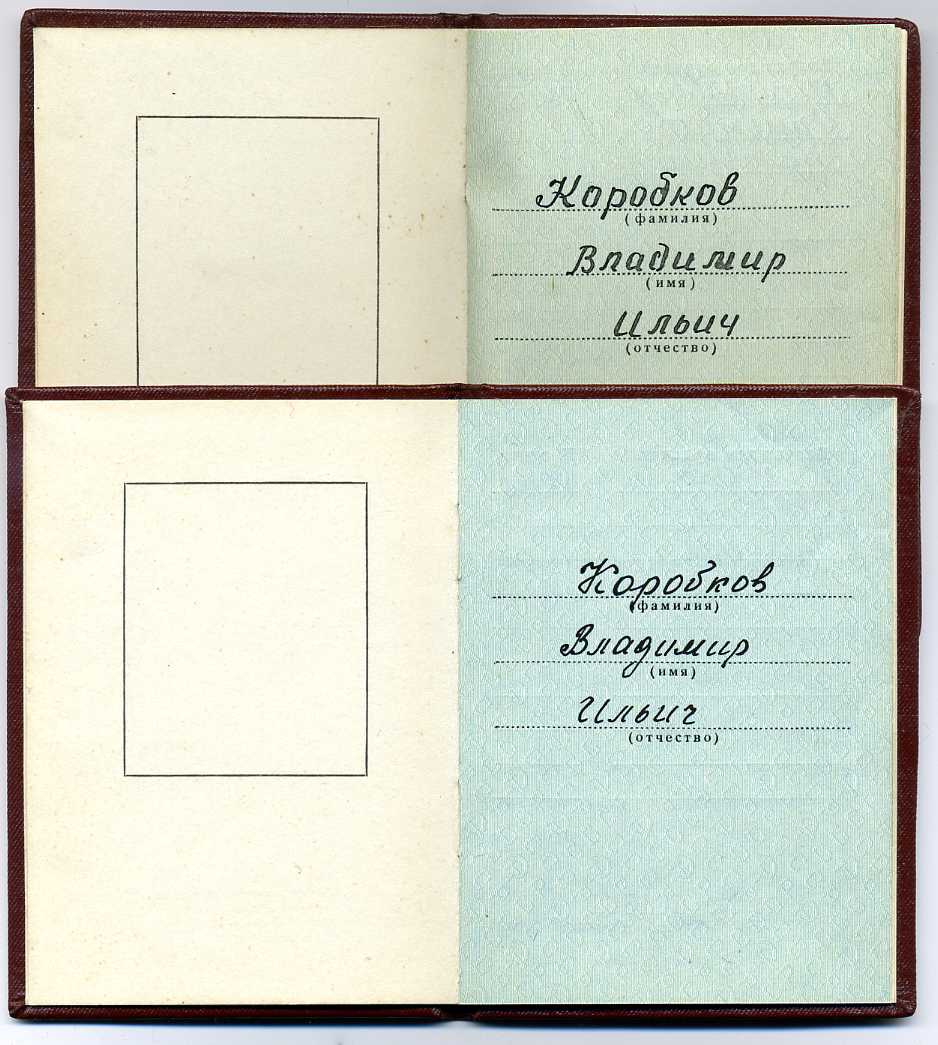 Коробков
(фамилия)
Владимир
(имя)
Ильич
(отчество)
Коробков
(фамилия)
Владимир
(имя)
Ильич
(отчество)